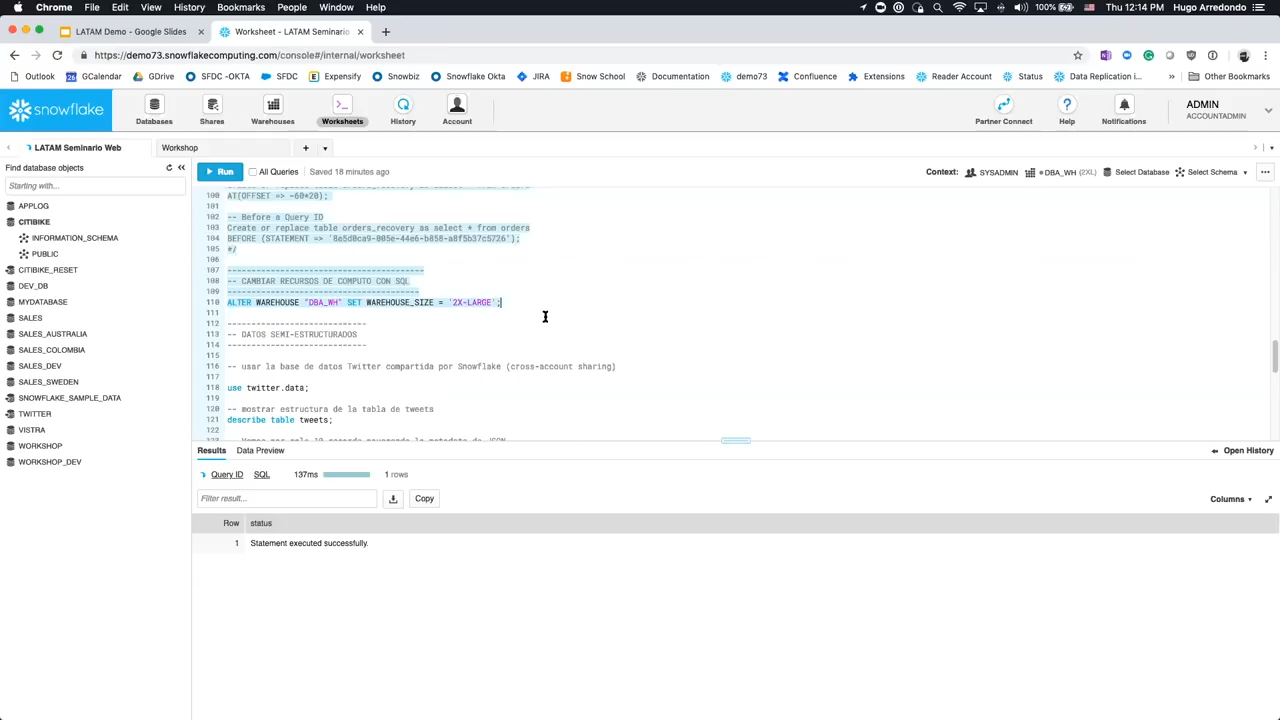 Chrome File Edit View History Bookmarks People Window Help 10% Thu 12:14 PM Hugo Arredondo
LATAM Demo - Google Slides
Worksheet - LATAM Seminario
https://demo73.snowflakecomputing.com/console#/internal/worksheet
Outlook GCalendar GDrive SFDC -OKTA SFDC Expensify Snowbiz Snowflake Okta JIRA Snow School Documentation demo73 Confluence Extensions Reader Account Status Data Replication i... » Other Bookmarks
snowflake Databases Shares Warehouses Worksheets History Account Partner Connect Help Notifications
ADMIN
ACCOUNTADMIN
LATAM Seminario Web Workshop
Find database objects
Starting with...
APPLOG
CITIBIKE
INFORMATION_SCHEMA
PUBLIC
CITIBIKE_RESET
DEV_DB
MYDATABASE
SALES
SALES_AUSTRALIA
SALES_COLOMBIA
SALES_DEV
SALES_SWEDEN
SNOWFLAKE_SAMPLE_DATA
TWITTER
VISTRA
WORKSHOP
WORKSHOP_DEV
Run All Queries Saved 18 minutes ago Context: SYSADMIN DBA_WH (2XL) Select Database Select Schema
100 AT(OFFSET => -60*20);
101
102 -- Before a Query ID
103 Create or replace table orders_recovery as select * from orders
104 BEFORE (STATEMENT => '8e5d0ca9-005e-44e6-b858-a8f5b37c5726');
105 */
106
107 ----------------------------------------
108 -- CAMBIAR RECURSOS DE COMPUTO CON SQL
109 ---------------------------------------
110 ALTER WAREHOUSE "DBA_WH" SET WAREHOUSE_SIZE = '2X-LARGE';
111
112 ----------------------------
113 -- DATOS SEMI-ESTRUCTURADOS
114 ----------------------------
115
116 -- usar la base de datos Twitter compartida por Snowflake (cross-account sharing)
117
118 use twitter.data;
119
120 -- mostrar estructura de la tabla de tweets
121 describe table tweets;
122
Results Data Preview Open History
Query ID SQL 137ms 1 rows
Filter result... Copy Columns
Row status
1 Statement executed successfully.